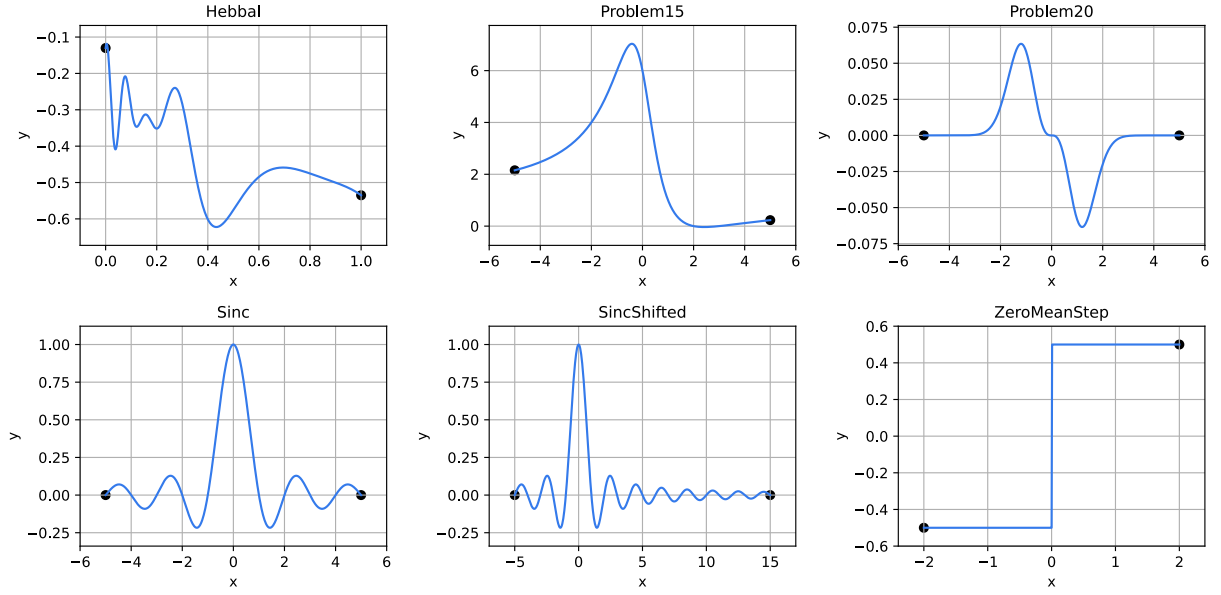 Hebbal
−0.1
−0.2
−0.3
−0.4
−0.5
−0.6
y
0.0 0.2 0.4 0.6 0.8 1.0
x
Problem15
6
4
2
0
y
−6 −4 −2 0 2 4 6
x
Problem20
0.075
0.050
0.025
0.000
−0.025
−0.050
−0.075
y
−6 −4 −2 0 2 4 6
x
Sinc
1.00
0.75
0.50
0.25
0.00
−0.25
y
−6 −4 −2 0 2 4 6
x
SincShifted
1.00
0.75
0.50
0.25
0.00
−0.25
y
−5 0 5 10 15
x
ZeroMeanStep
0.6
0.4
0.2
0.0
−0.2
−0.4
−0.6
y
−2 −1 0 1 2
x